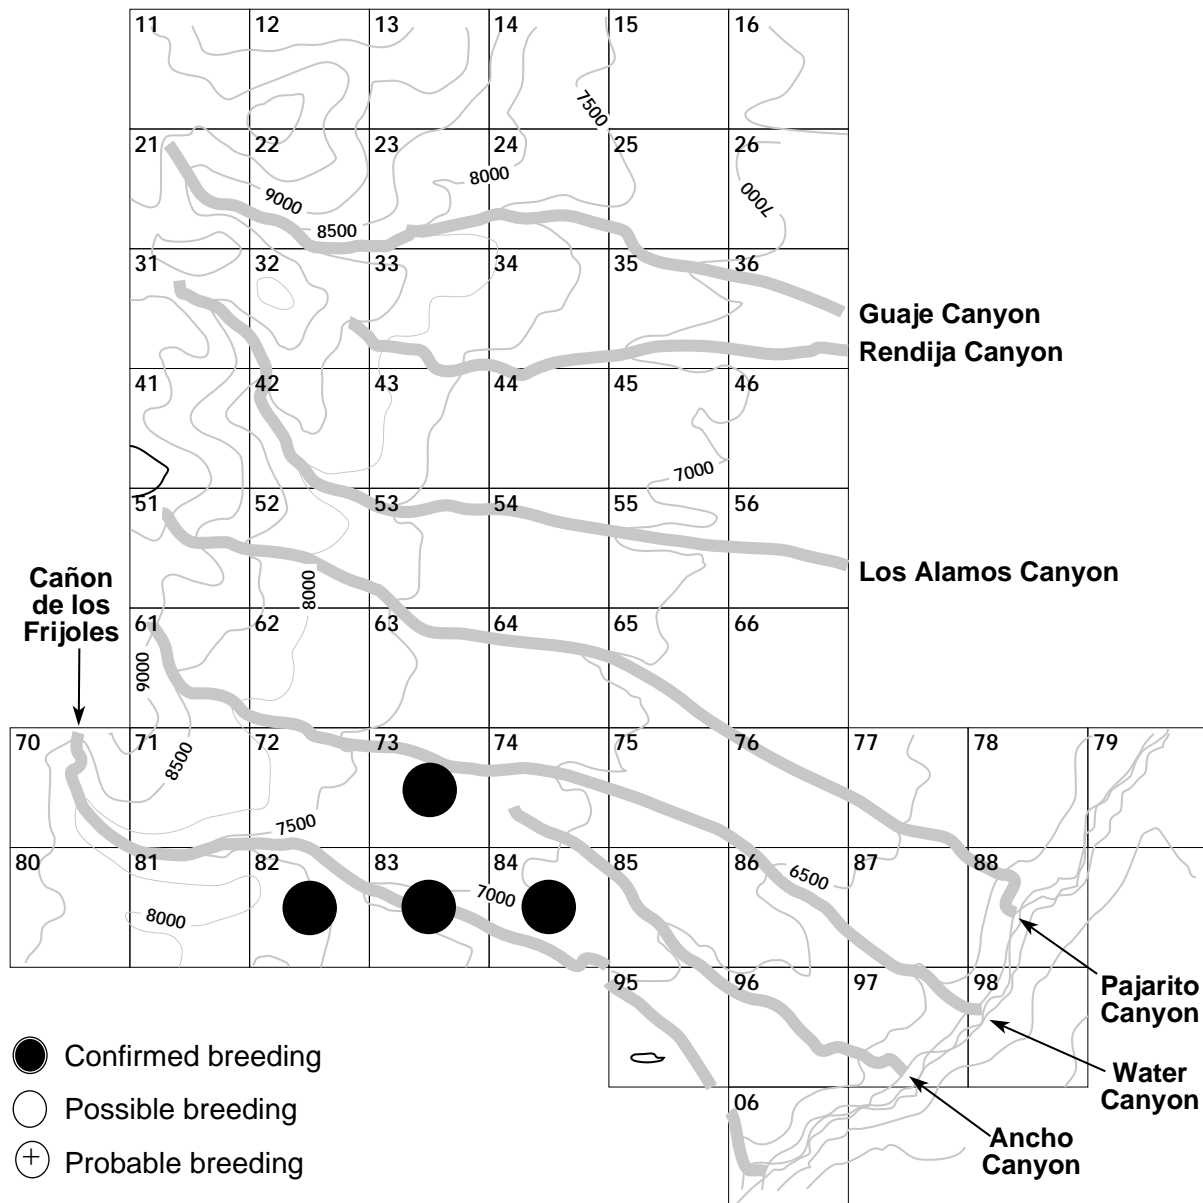 11 12 13 14 15 16
7500
21 22 23 24 25 26
8000
9000
7000
8500
31 32 33 34 35 36
Guaje Canyon
Rendija Canyon
41 42 43 44 45 46
7000
51 52 53 54 55 56
Los Alamos Canyon
8000
Cañon
de los
Frijoles
61 62 63 64 65 66
9000
70 71 72 73 74 75 76 77 78 79
8500
7500
80 81 82 83 84 85 86 87 88
6500
7000
8000
95 96 97 98
Pajarito
Canyon
Water
Canyon
06
Ancho
Canyon
Confirmed breeding
Possible breeding
Probable breeding